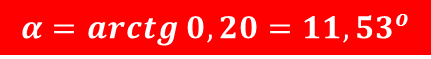 α = arctg 0,20 = 11,53⁰